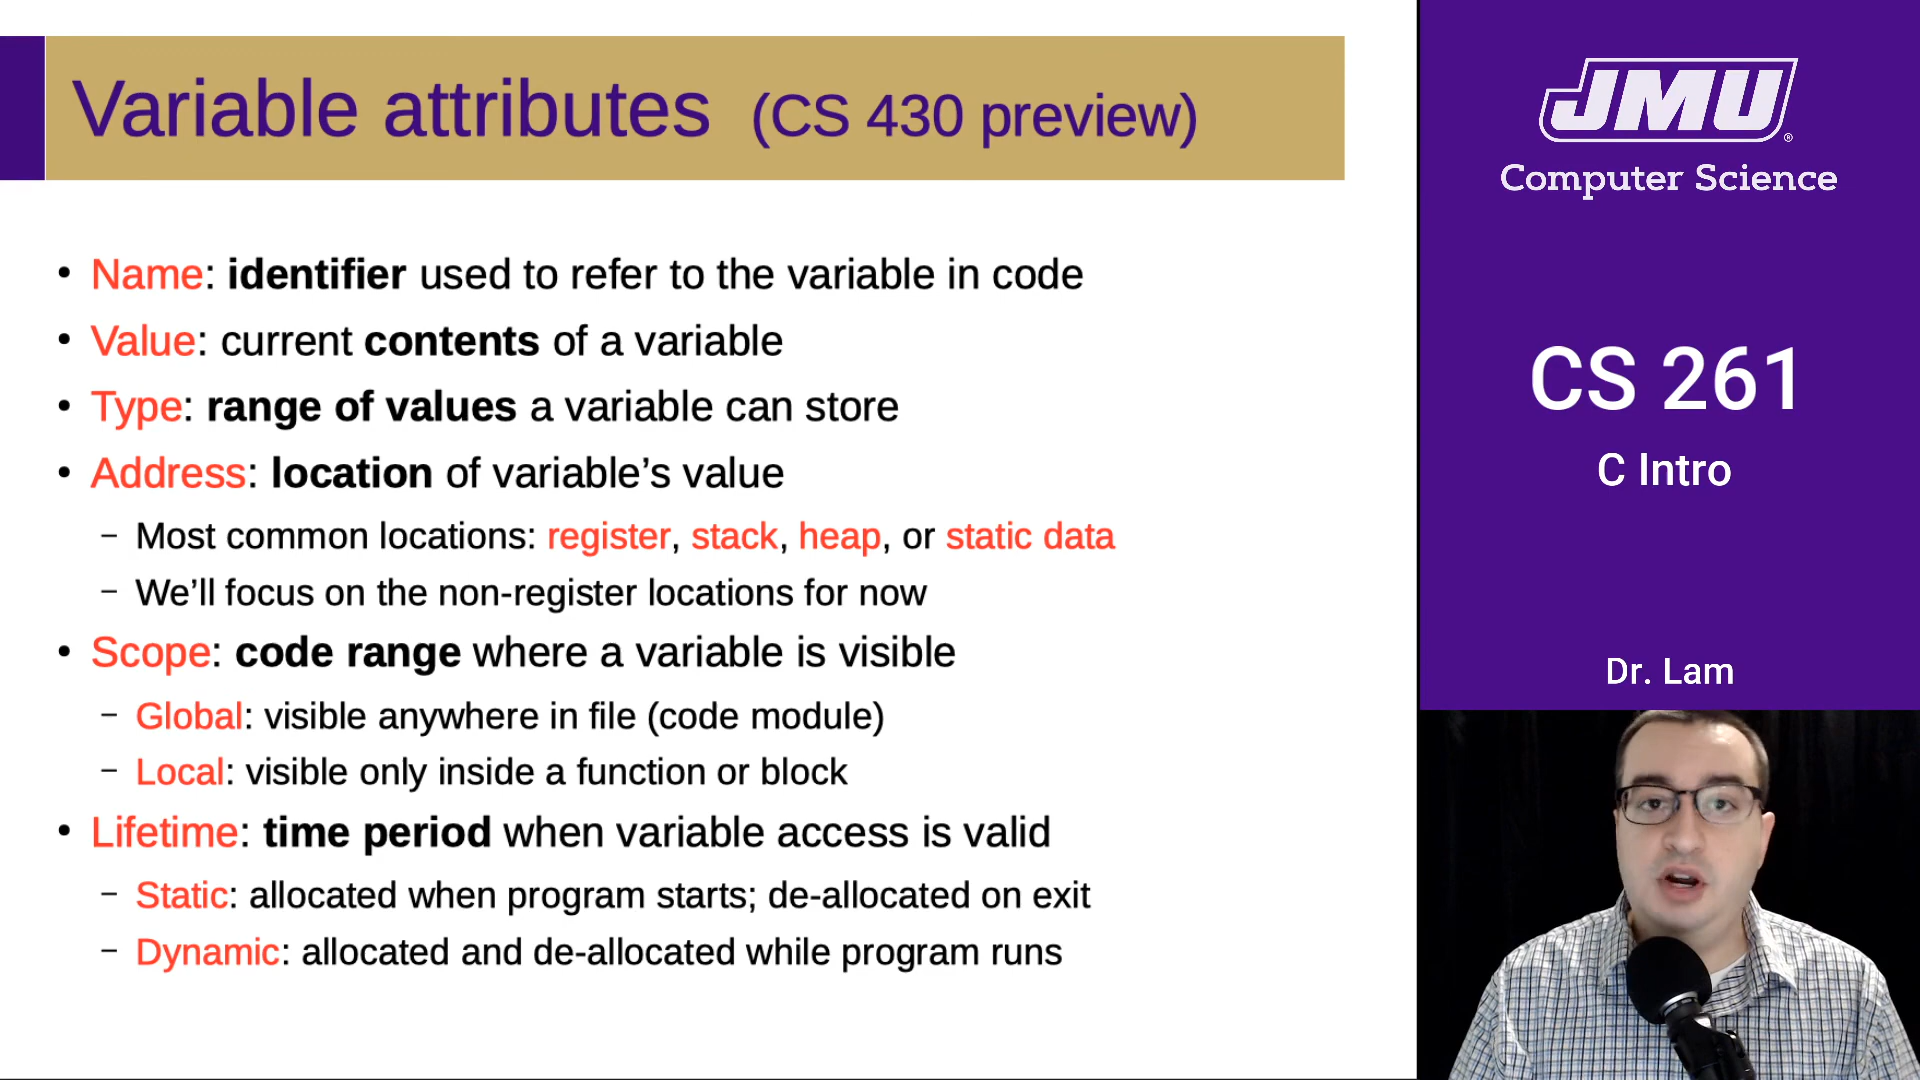 Variable attributes (CS 430 preview)
• Name: identifier used to refer to the variable in code
• Value: current contents of a variable
• Type: range of values a variable can store
• Address: location of variable’s value
– Most common locations: register, stack, heap, or static data
– We’ll focus on the non-register locations for now
• Scope: code range where a variable is visible
– Global: visible anywhere in file (code module)
– Local: visible only inside a function or block
• Lifetime: time period when variable access is valid
– Static: allocated when program starts; de-allocated on exit
– Dynamic: allocated and de-allocated while program runs
JMU®
Computer Science
CS 261
C Intro
Dr. Lam